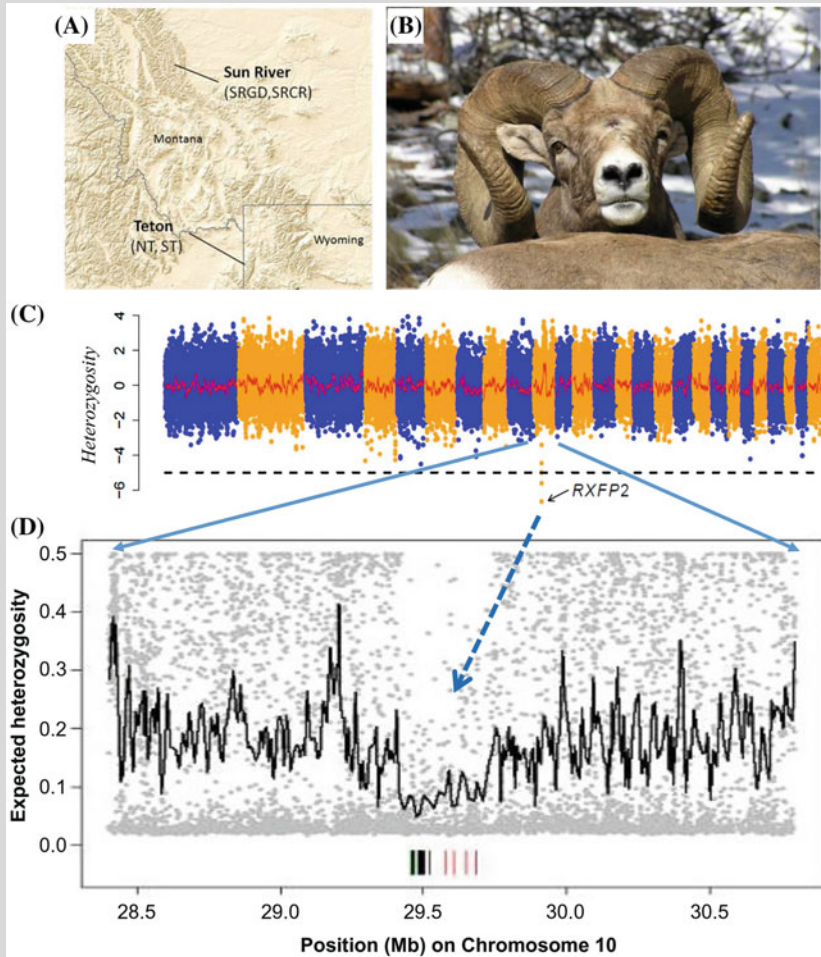 (A)
Sun River
(SRGD,SRCR)
Montana
Teton
(NT, ST)
Wyoming
(B)
(C)
Heterozygosity
4
2
0
−2
−4
−6
RXFP2
(D)
Expected heterozygosity
0.5
0.4
0.3
0.2
0.1
0.0
28.5 29.0 29.5 30.0 30.5
Position (Mb) on Chromosome 10